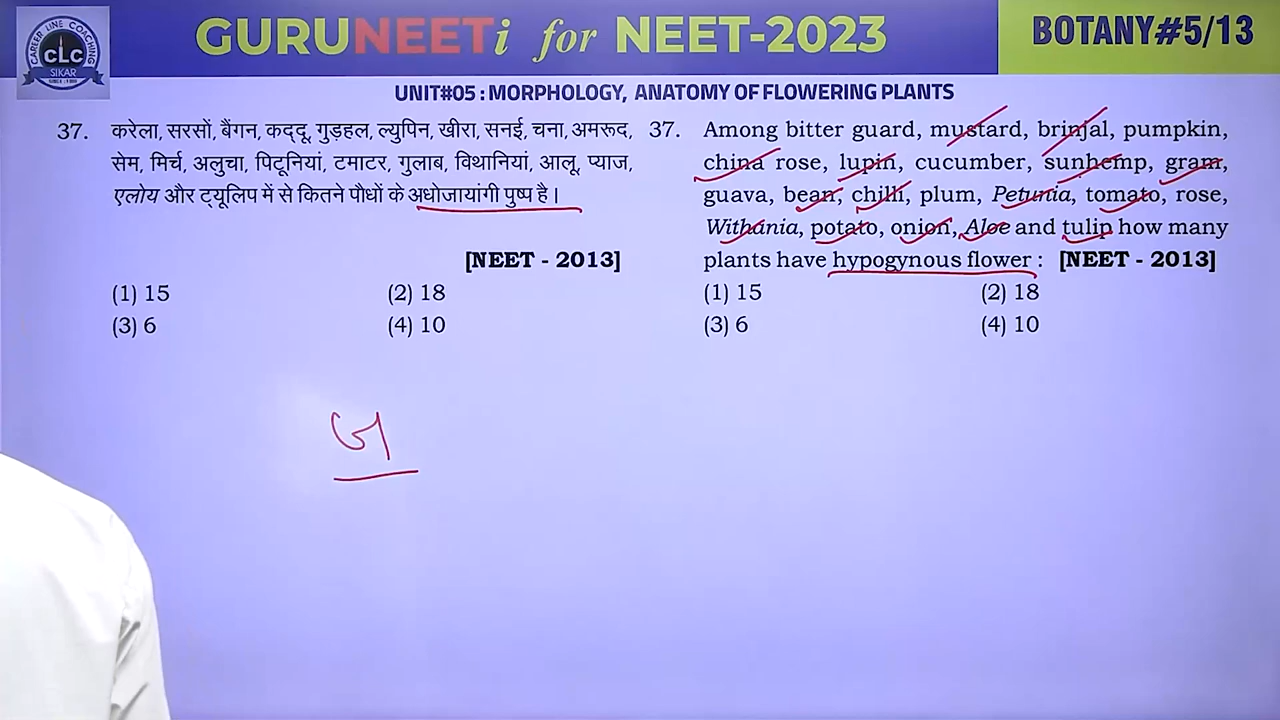 CAREER LINE COACHING
CLC
SIKAR
GURUNEETi for NEET-2023
BOTANY#5/13
UNIT#05 : MORPHOLOGY, ANATOMY OF FLOWERING PLANTS
37. करेला, सरसों, बैंगन, कद्दू, गुड़हल, ल्युपिन, खीरा, सनई, चना, अमरूद,
सेम, मिर्च, अलुचा, पिटूनियां, टमाटर, गुलाब, विथानियां, आलू, प्याज,
एलोय और ट्यूलिप में से कितने पौधों के अधोजायांगी पुष्प है।
[NEET - 2013]
(1) 15 (2) 18
(3) 6 (4) 10
37. Among bitter guard, mustard, brinjal, pumpkin,
china rose, lupin, cucumber, sunhemp, gram,
guava, bean, chilli, plum, Petunia, tomato, rose,
Withania, potato, onion, Aloe and tulip how many
plants have hypogynous flower : [NEET - 2013]
(1) 15 (2) 18
(3) 6 (4) 10